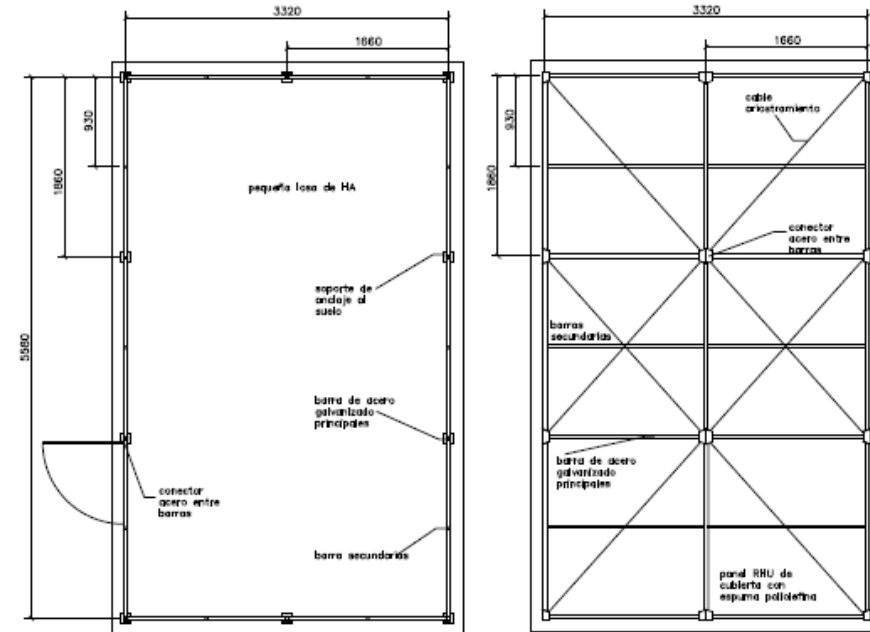 3320
1660
930
1860
5580
pequeña losa de HA
soporte de
anclaje al
suelo
barra de acero
galvanizado
principales
conector
acero entre
barras
barra secundarias
3320
1660
930
1860
cable
arriostramiento
conector
acero entre
barras
barras
secundarias
barra de acero
galvanizado
principales
panel RHU de
cubierta con
espuma poliolefina